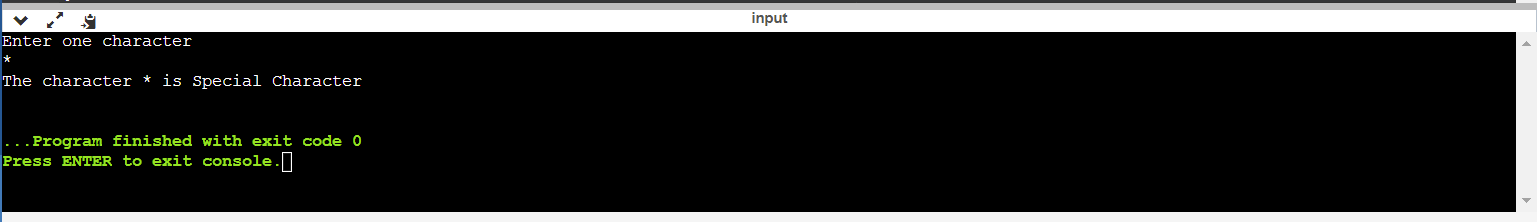 input
Enter one character
*
The character * is Special Character
...Program finished with exit code 0
Press ENTER to exit console.